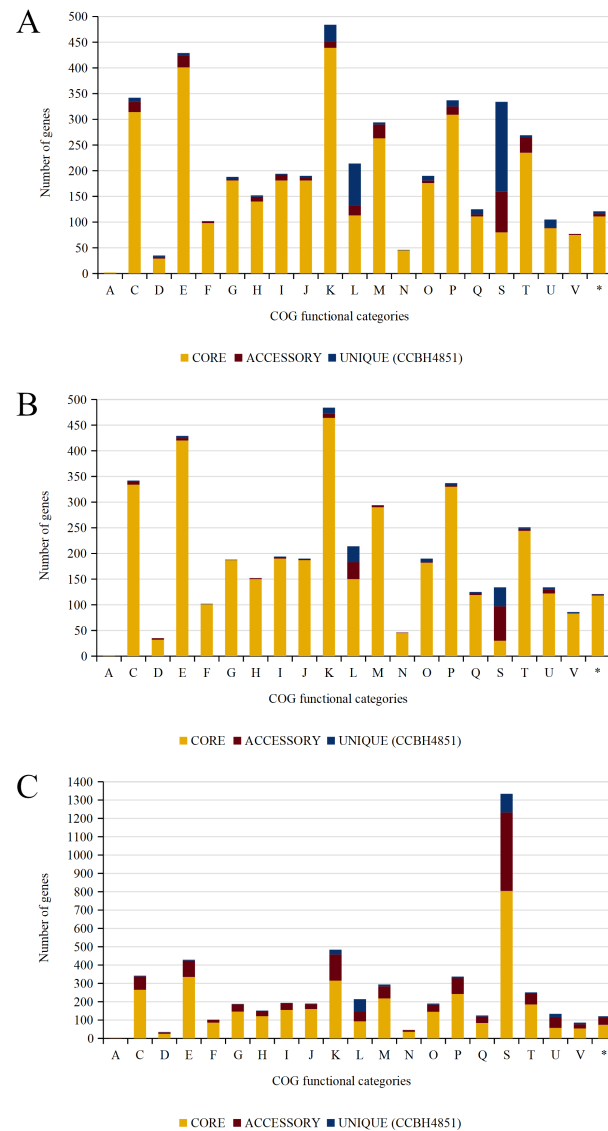 A
500
450
400
350
300
250
200
150
100
50
0
Number of genes
A C D E F G H I J K L M N O P Q S T U V *
COG functional categories
CORE ACCESSORY UNIQUE (CCBH4851)
B
500
450
400
350
300
250
200
150
100
50
0
Number of genes
A C D E F G H I J K L M N O P Q S T U V *
COG functional categories
CORE ACCESSORY UNIQUE (CCBH4851)
C
1400
1300
1200
1100
1000
900
800
700
600
500
400
300
200
100
0
Number of genes
A C D E F G H I J K L M N O P Q S T U V *
COG functional categories
CORE ACCESSORY UNIQUE (CCBH4851)